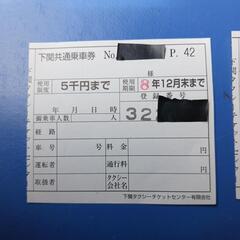 下関共通乗車券 No. P. 42
様
使用限度 5千円まで 使用期限 8年12月末まで
年 月 日 登録番号
御乗車人数 人 32
経路
車号 号 料金 円
運転者 通行料 円
取扱者 タクシー会社名
下関タクシーチケットセンター有限会社